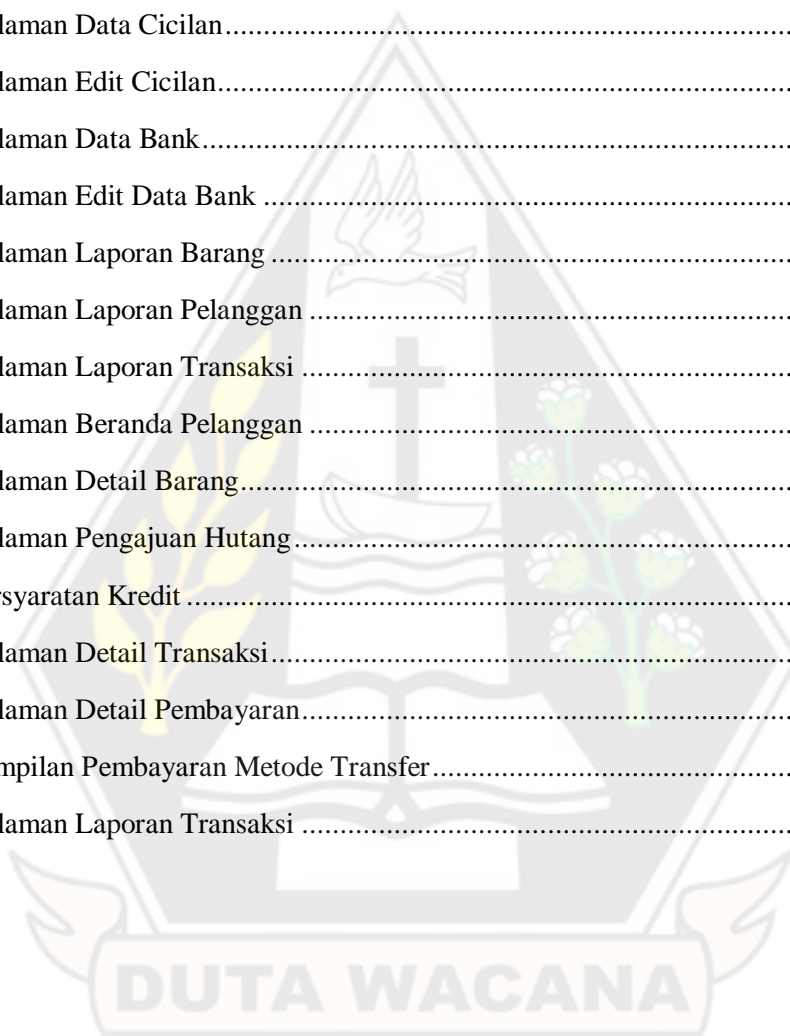 laman Data Cicilan....................................................................................
laman Edit Cicilan.....................................................................................
laman Data Bank.......................................................................................
laman Edit Data Bank ...............................................................................
laman Laporan Barang ..............................................................................
laman Laporan Pelanggan .........................................................................
laman Laporan Transaksi ..........................................................................
laman Beranda Pelanggan .........................................................................
laman Detail Barang..................................................................................
laman Pengajuan Hutang...........................................................................
rsyaratan Kredit .........................................................................................
laman Detail Transaksi..............................................................................
laman Detail Pembayaran..........................................................................
mpilan Pembayaran Metode Transfer.........................................................
laman Laporan Transaksi ..........................................................................
DUTA WACANA